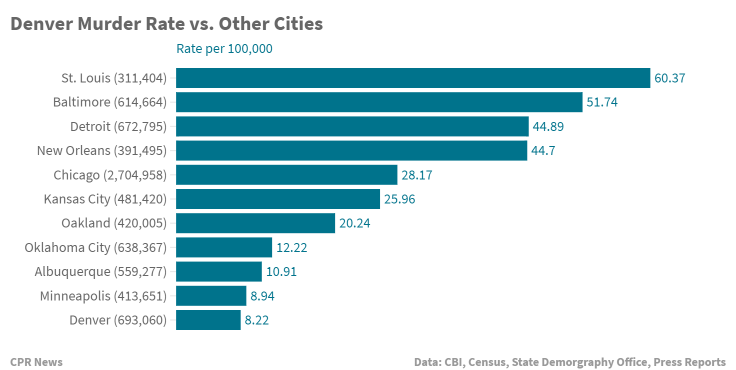 Denver Murder Rate vs. Other Cities
Rate per 100,000
St. Louis (311,404) 60.37
Baltimore (614,664) 51.74
Detroit (672,795) 44.89
New Orleans (391,495) 44.7
Chicago (2,704,958) 28.17
Kansas City (481,420) 25.96
Oakland (420,005) 20.24
Oklahoma City (638,367) 12.22
Albuquerque (559,277) 10.91
Minneapolis (413,651) 8.94
Denver (693,060) 8.22
CPR News Data: CBI, Census, State Demorgraphy Office, Press Reports